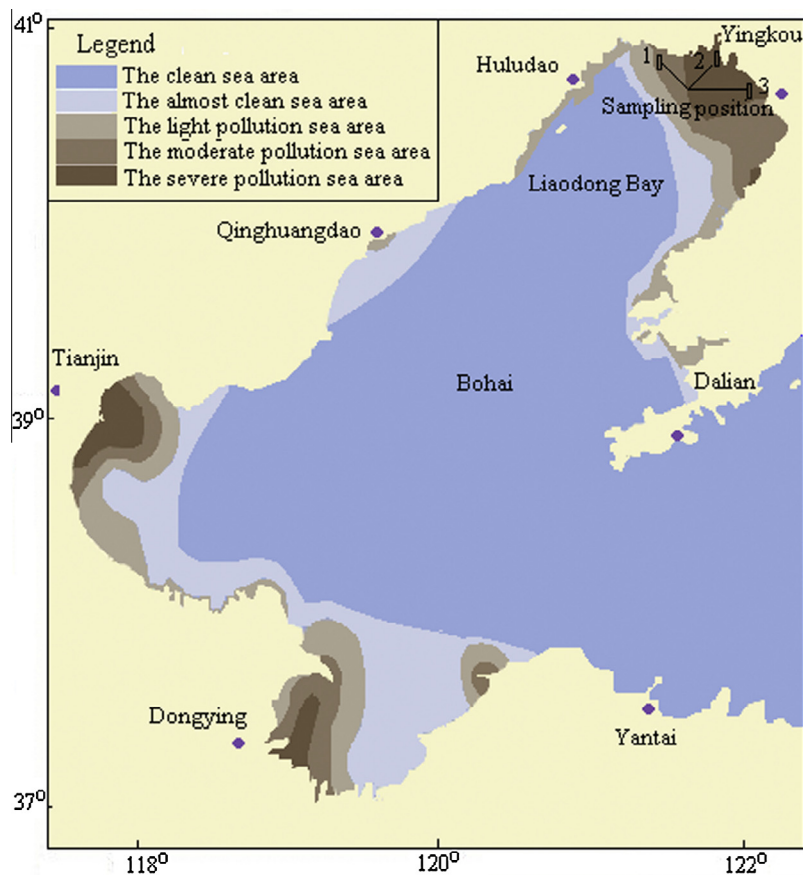 41°
Legend
The clean sea area
The almost clean sea area
The light pollution sea area
The moderate pollution sea area
The severe pollution sea area
Yingkou
1
2
3
Huludao
Sampling position
Liaodong Bay
Qinghuangdao
Tianjin
Bohai
Dalian
39°
Dongying
Yantai
37°
118°
120°
122°